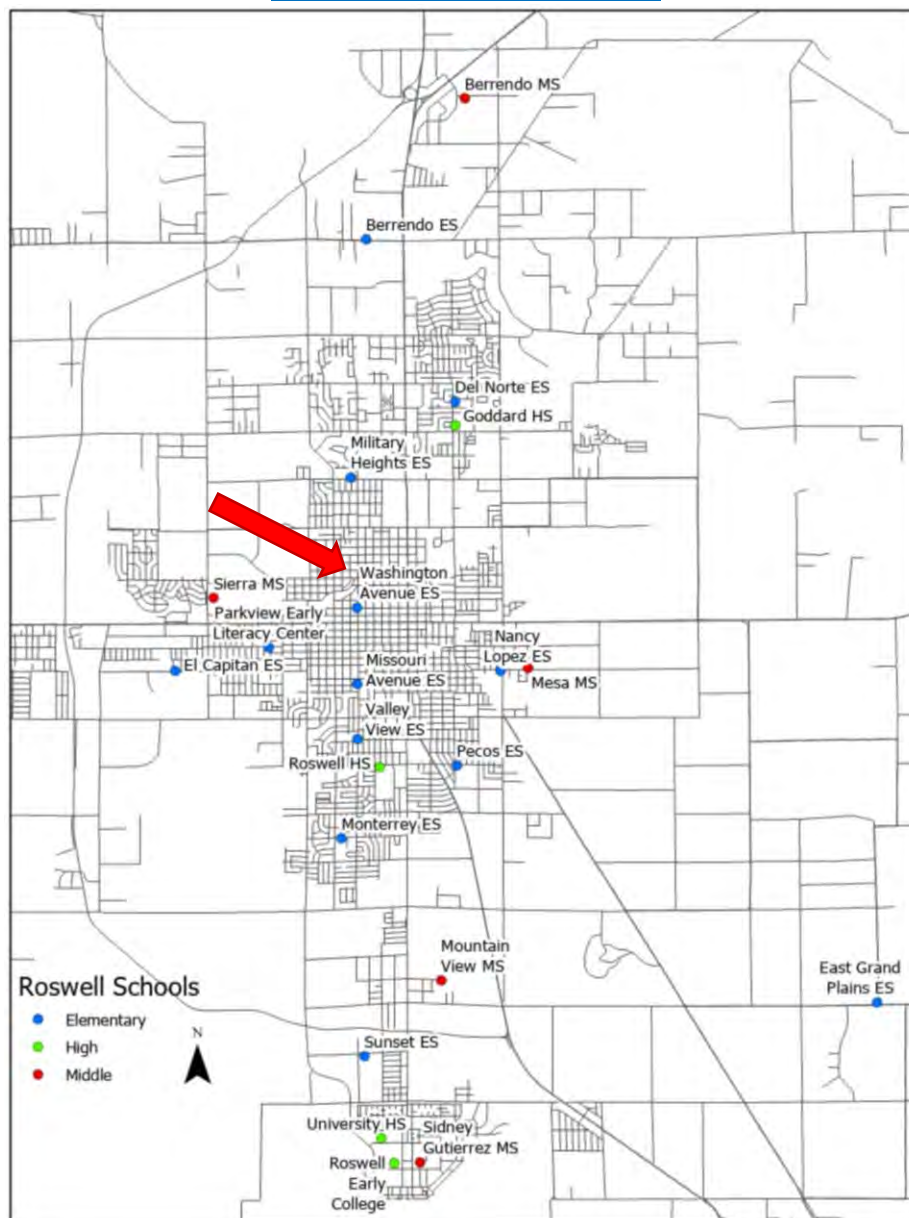 Berrendo MS
Berrendo ES
Del Norte ES
Goddard HS
Military
Heights ES
Washington
Avenue ES
Sierra MS
Parkview Early
Literacy Center
El Capitan ES
Nancy
Lopez ES
Mesa MS
Missouri
Avenue ES
Valley
View ES
Roswell HS
Pecos ES
Monterrey ES
Mountain
View MS
East Grand
Plains ES
Roswell Schools
Elementary
High
Middle
N
Sunset ES
University HS
Sidney
Gutierrez MS
Roswell
Early
College